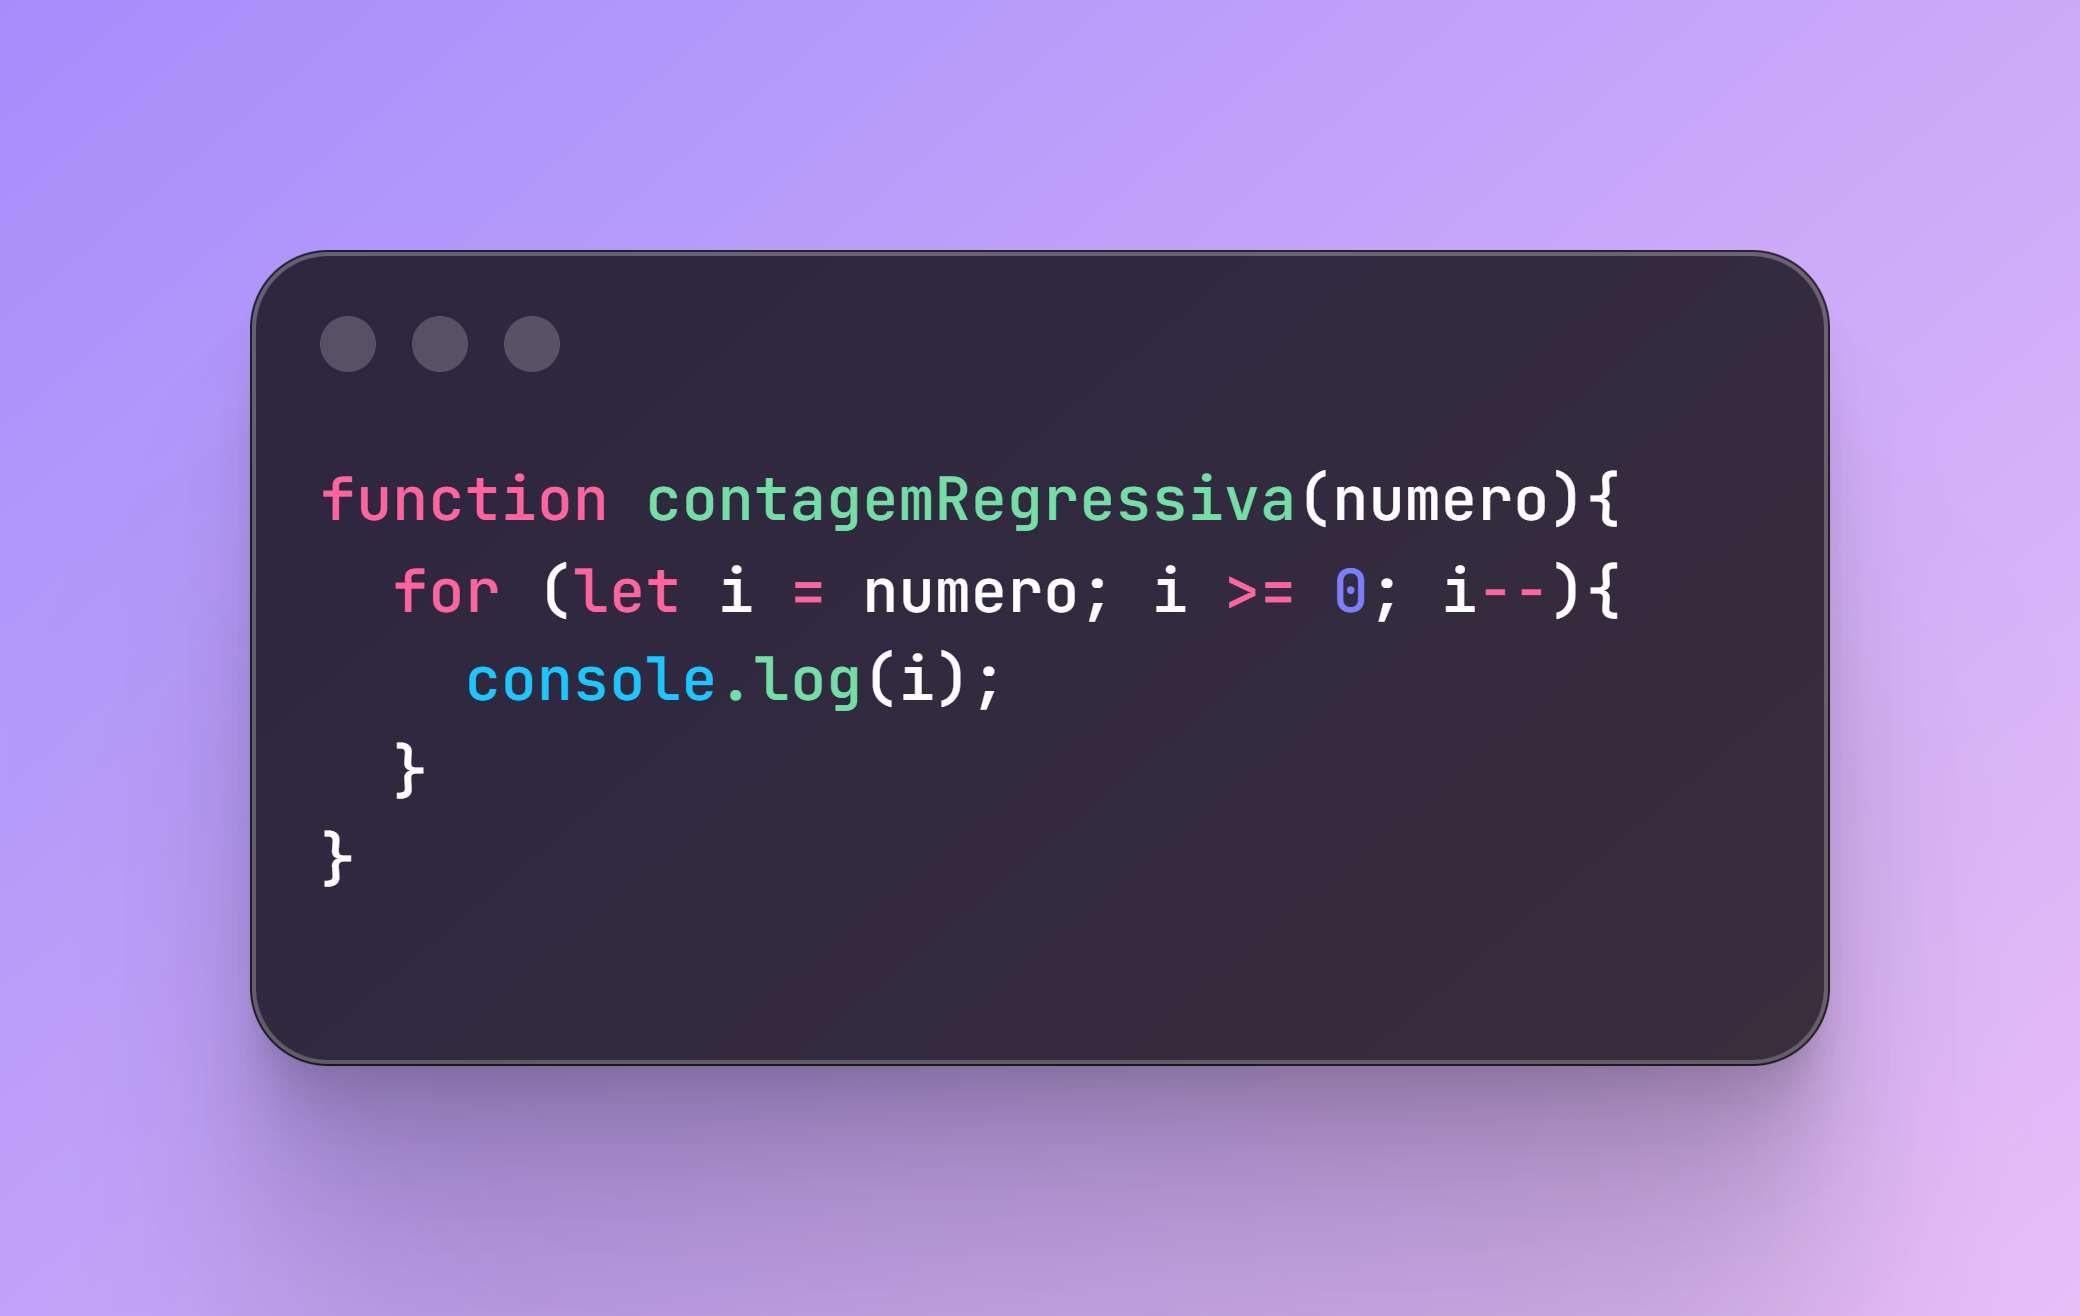 function contagemRegressiva(numero){
  for (let i = numero; i >= 0; i--){
    console.log(i);
  }
}